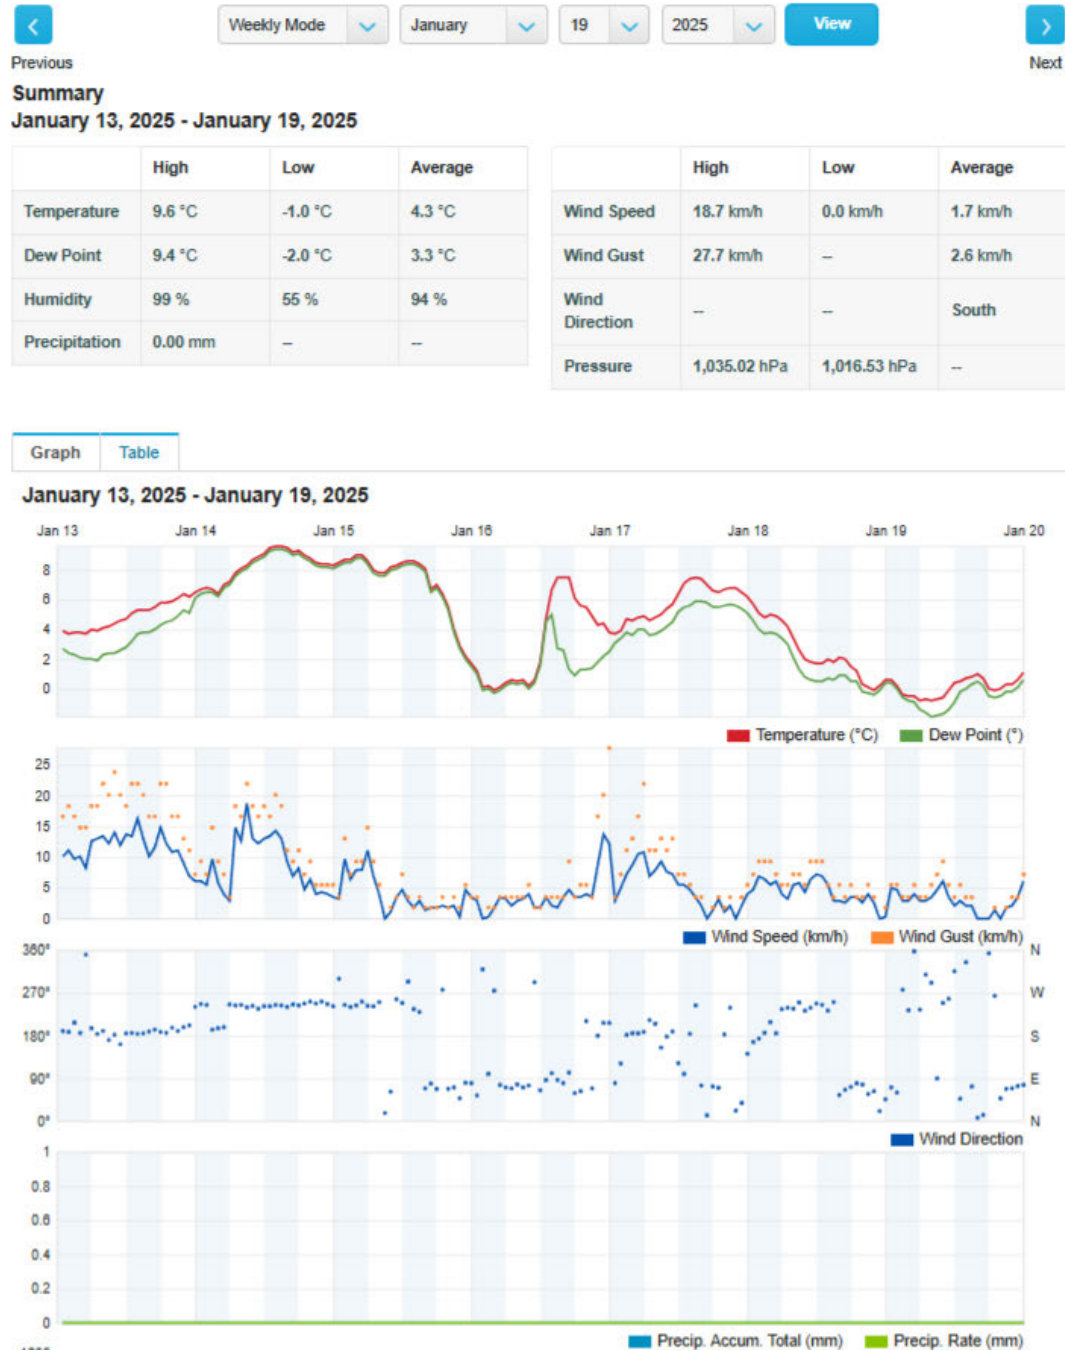 Weekly Mode January 19 2025 View
Previous Next
Summary
January 13, 2025 - January 19, 2025
High Low Average
Temperature 9.6 °C -1.0 °C 4.3 °C
Dew Point 9.4 °C -2.0 °C 3.3 °C
Humidity 99 % 55 % 94 %
Precipitation 0.00 mm -- --
High Low Average
Wind Speed 18.7 km/h 0.0 km/h 1.7 km/h
Wind Gust 27.7 km/h -- 2.6 km/h
Wind
Direction -- -- South
Pressure 1,035.02 hPa 1,016.53 hPa --
Graph Table
January 13, 2025 - January 19, 2025
Jan 13 Jan 14 Jan 15 Jan 16 Jan 17 Jan 18 Jan 19 Jan 20
8
6
4
2
0
Temperature (°C) Dew Point (°)
25
20
15
10
5
0
Wind Speed (km/h) Wind Gust (km/h)
360° N
270° W
180° S
90° E
0° N
Wind Direction
1
0.8
0.6
0.4
0.2
0
Precip. Accum. Total (mm) Precip. Rate (mm)